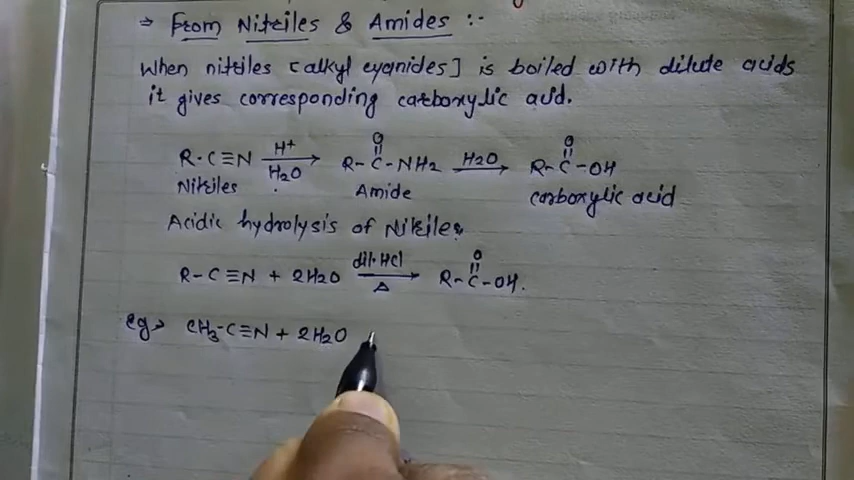 ⇒ From Nitriles & Amides :-
When nitriles [alkyl cyanides] is boiled with dilute acids
it gives corresponding carboxylic acid.
R-C≡N —H+/H2O→ R-C(=O)-NH2 —H2O→ R-C(=O)-OH
Nitriles Amide carboxylic acid
Acidic hydrolysis of Nitriles.
R-C≡N + 2H2O —dil·HCl/Δ→ R-C(=O)-OH.
eg→ CH3-C≡N + 2H2O